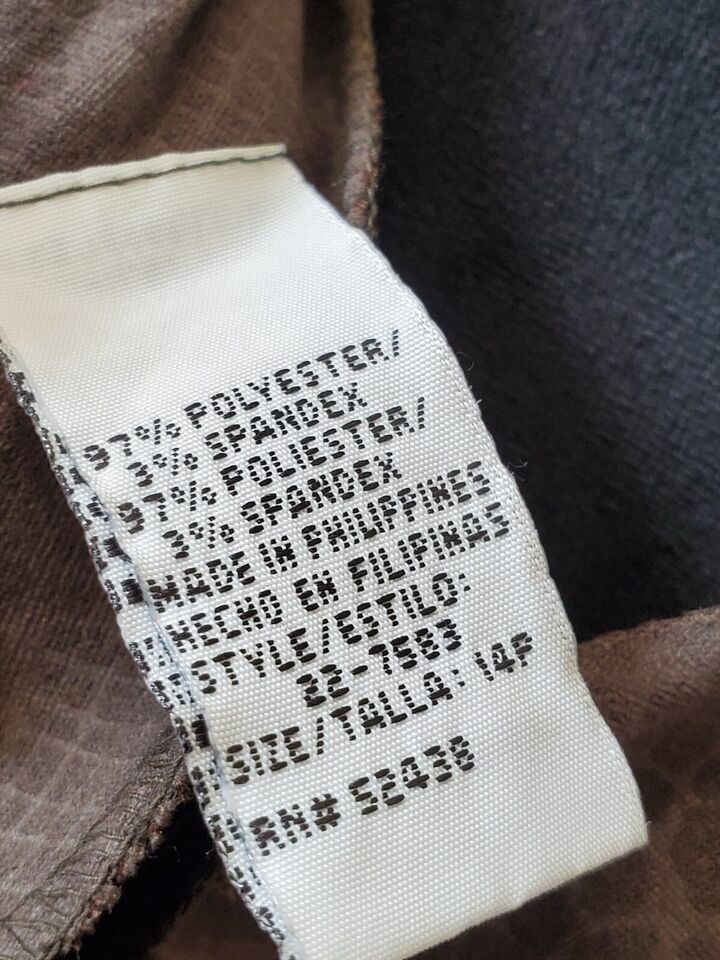 97% POLYESTER/
3% SPANDEX
97% POLIESTER/
3% SPANDEX
MADE IN PHILIPPINES
HECHO EN FILIPINAS
STYLE/ESTILO:
22-7583
SIZE/TALLA: 14P
RN# 52438